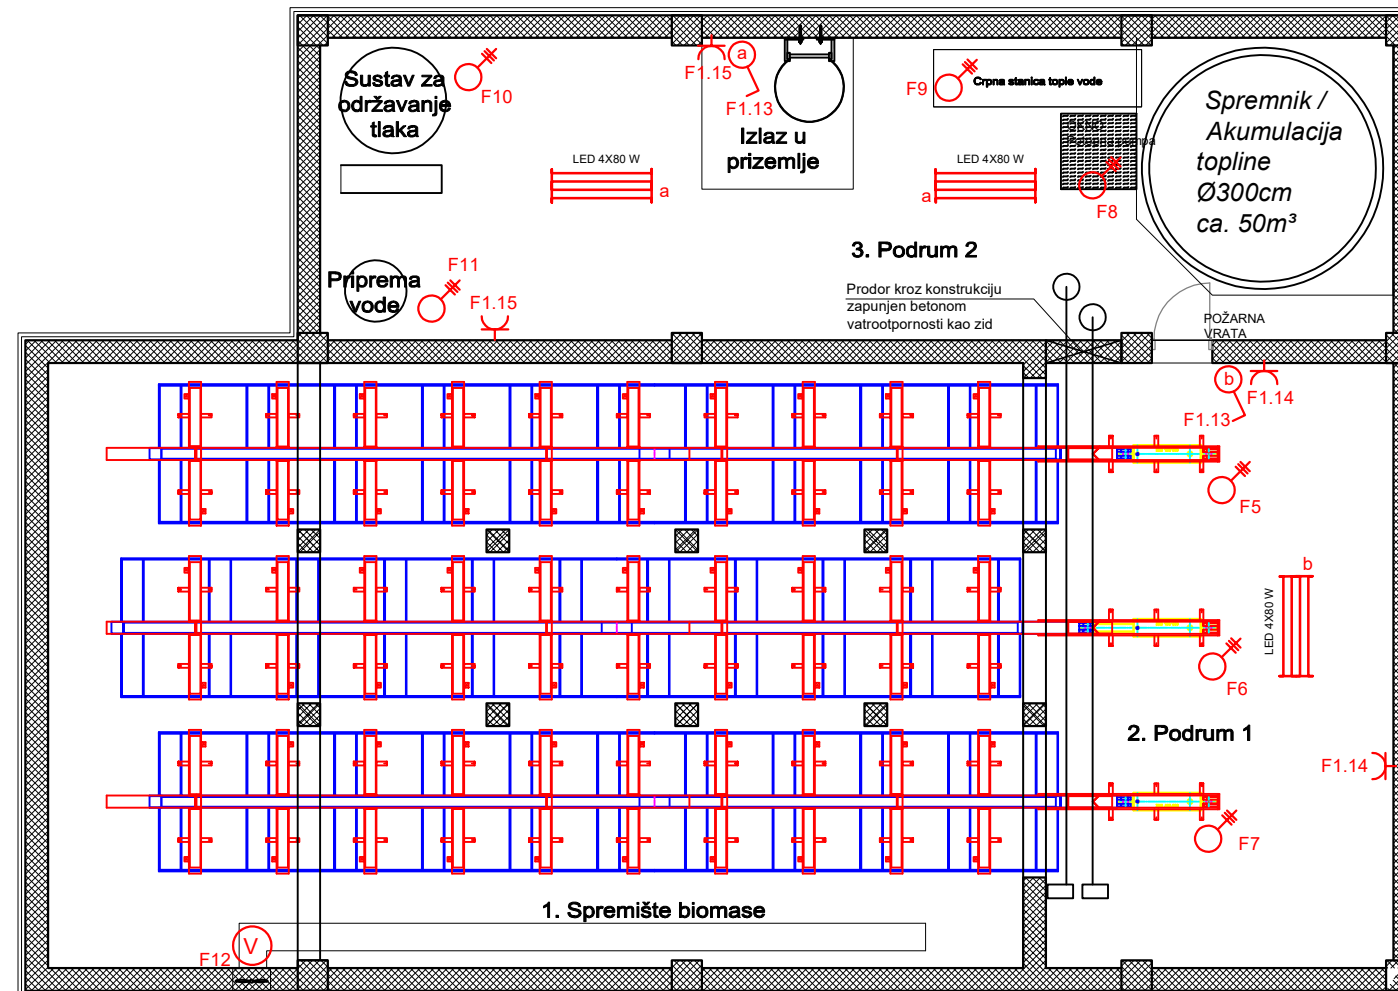 Sustav za
održavanje
tlaka
F10
F1.15
a
F1.13
Izlaz u
prizemlje
F9
Crpna stanica tople vode
Spremnik /
Akumulacija
topline
Ø300cm
ca. 50m³
LED 4X80 W
a
LED 4X80 W
a
F8
3. Podrum 2
Priprema
vode
F11
F1.15
Prodor kroz konstrukciju
zapunjen betonom
vatrootpornosti kao zid
POŽARNA
VRATA
b
F1.13
F1.14
F5
b
LED 4X80 W
F6
2. Podrum 1
F1.14
F7
1. Spremište biomase
V
F12